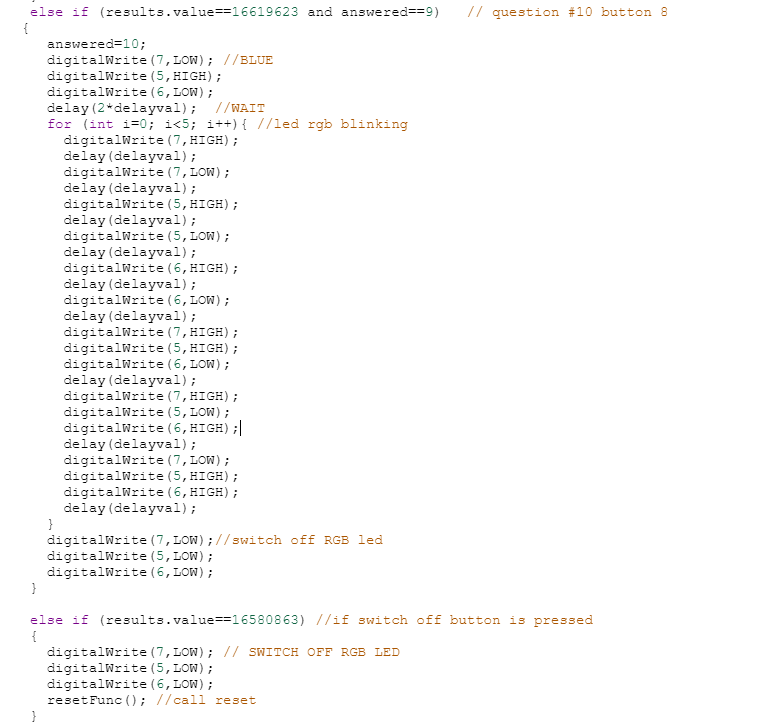 else if (results.value==16619623 and answered==9)   // question #10 button 8
{
answered=10;
digitalWrite(7,LOW); //BLUE
digitalWrite(5,HIGH);
digitalWrite(6,LOW);
delay(2*delayval);  //WAIT
for (int i=0; i<5; i++){ //led rgb blinking
digitalWrite(7,HIGH);
delay(delayval);
digitalWrite(7,LOW);
delay(delayval);
digitalWrite(5,HIGH);
delay(delayval);
digitalWrite(5,LOW);
delay(delayval);
digitalWrite(6,HIGH);
delay(delayval);
digitalWrite(6,LOW);
delay(delayval);
digitalWrite(7,HIGH);
digitalWrite(5,HIGH);
digitalWrite(6,LOW);
delay(delayval);
digitalWrite(7,HIGH);
digitalWrite(5,LOW);
digitalWrite(6,HIGH);
delay(delayval);
digitalWrite(7,LOW);
digitalWrite(5,HIGH);
digitalWrite(6,HIGH);
delay(delayval);
}
digitalWrite(7,LOW);//switch off RGB led
digitalWrite(5,LOW);
digitalWrite(6,LOW);
}
else if (results.value==16580863) //if switch off button is pressed
{
digitalWrite(7,LOW); // SWITCH OFF RGB LED
digitalWrite(5,LOW);
digitalWrite(6,LOW);
resetFunc(); //call reset
}